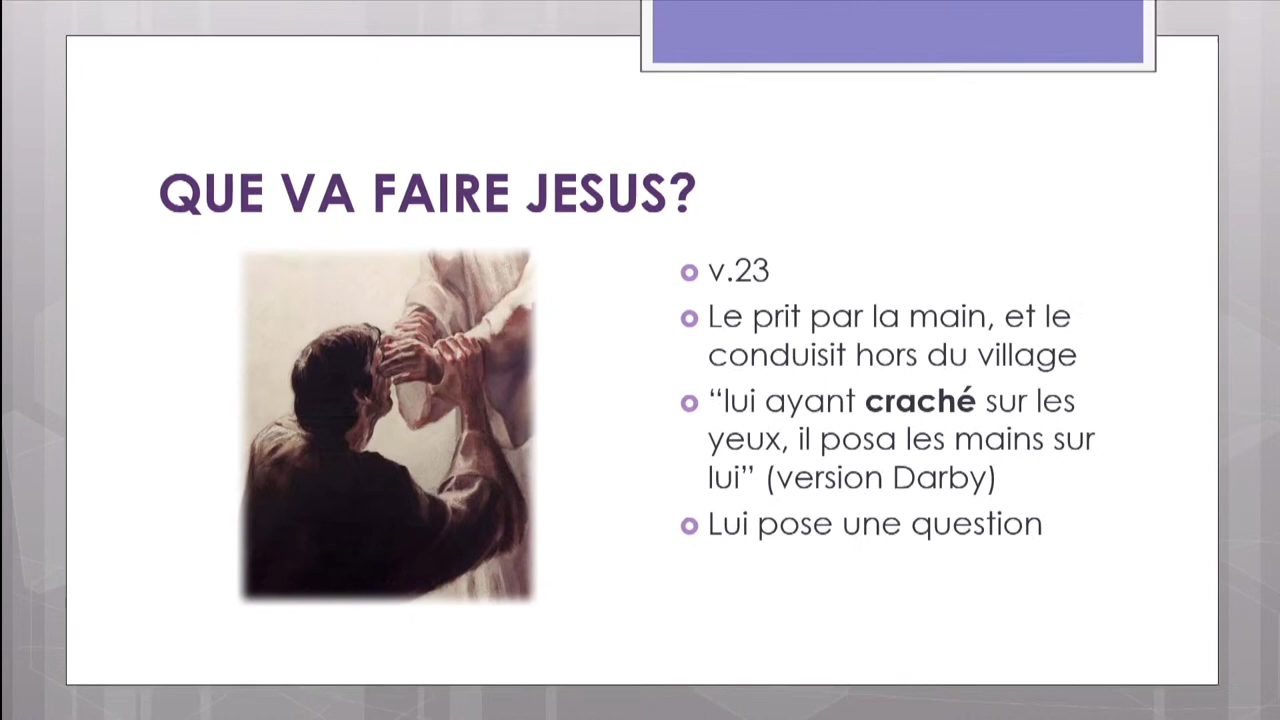 QUE VA FAIRE JESUS?
v.23
Le prit par la main, et le
conduisit hors du village
“lui ayant craché sur les
yeux, il posa les mains sur
lui” (version Darby)
Lui pose une question